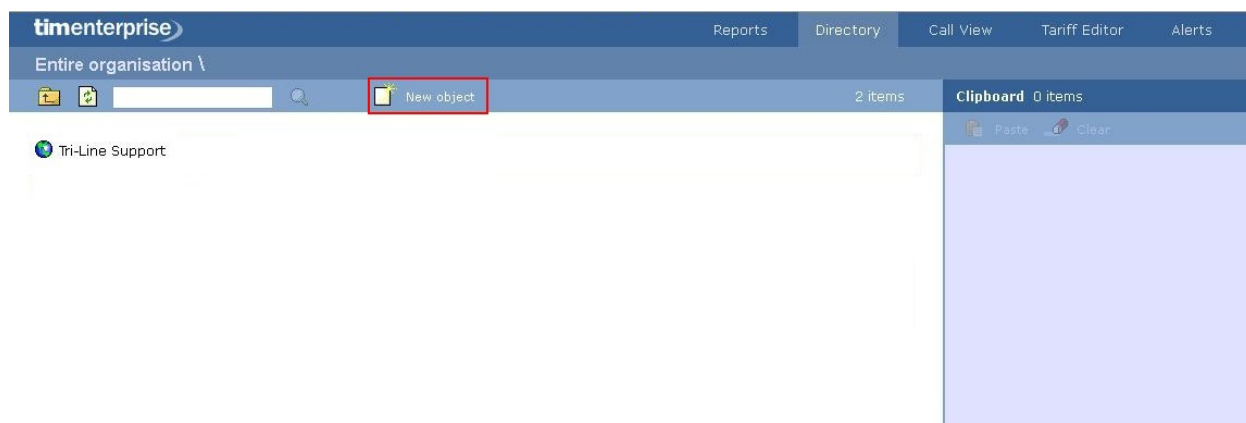 timenterprise Reports Directory Call View Tariff Editor Alerts
Entire organisation \
New object 2 items Clipboard 0 items
Paste Clear
Tri-Line Support